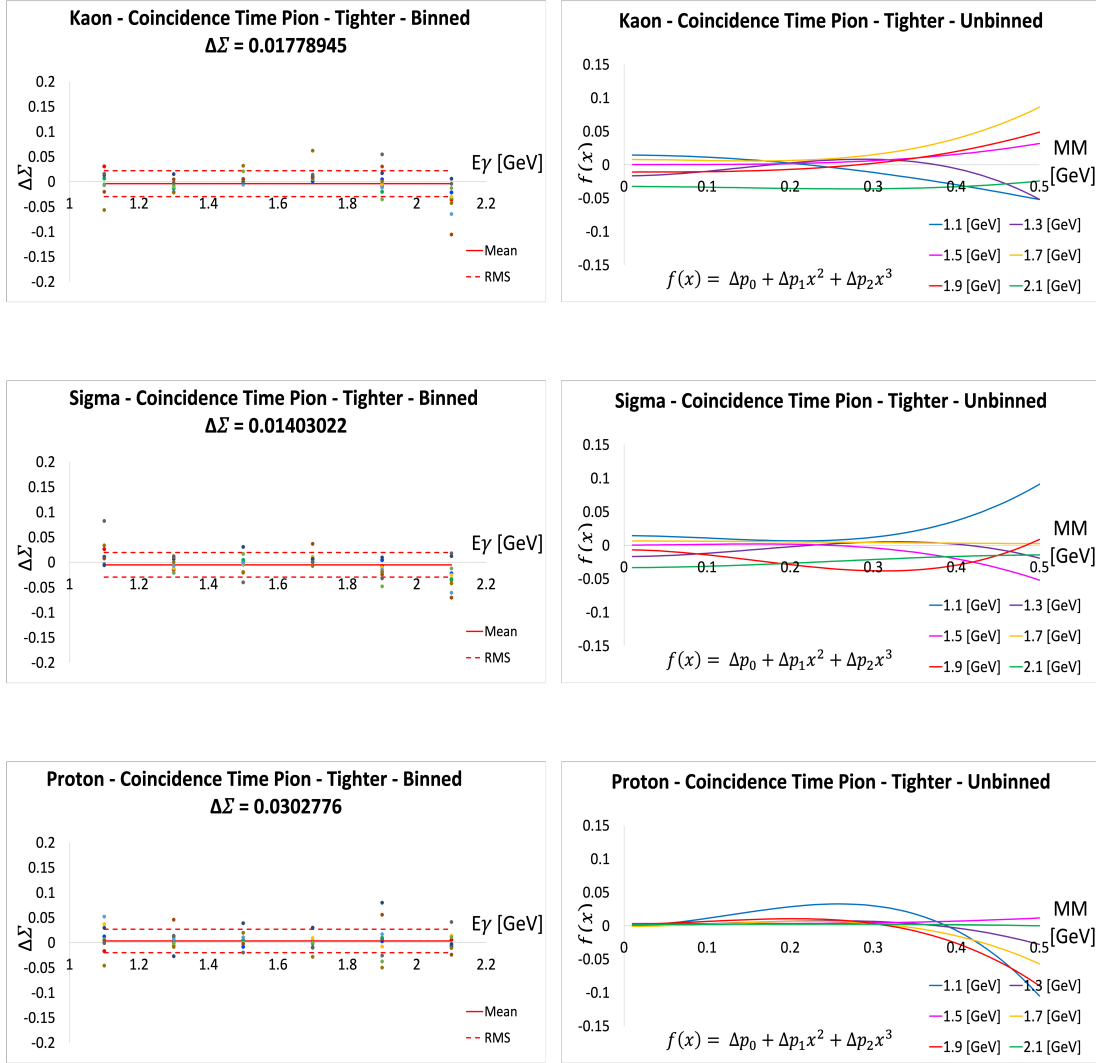 Kaon - Coincidence Time Pion - Tighter - Binned
Δ𝛴 = 0.01778945
0.2
0.15
0.1
0.05
0
-0.05
-0.1
-0.15
-0.2
ΔΣ
1
1.2
1.4
1.6
1.8
2
2.2
Eγ [GeV]
Mean
RMS
Kaon - Coincidence Time Pion - Tighter - Unbinned
0.15
0.1
0.05
0
-0.05
-0.1
-0.15
f(x)
0
0.1
0.2
0.3
0.4
0.5
MM
[GeV]
1.1 [GeV] 1.3 [GeV]
1.5 [GeV] 1.7 [GeV]
1.9 [GeV] 2.1 [GeV]
f(x) = Δp₀ + Δp₁x² + Δp₂x³
Sigma - Coincidence Time Pion - Tighter - Binned
Δ𝛴 = 0.01403022
0.2
0.15
0.1
0.05
0
-0.05
-0.1
-0.15
-0.2
ΔΣ
1
1.2
1.4
1.6
1.8
2
2.2
Eγ [GeV]
Mean
RMS
Sigma - Coincidence Time Pion - Tighter - Unbinned
0.15
0.1
0.05
0
-0.05
-0.1
-0.15
f(x)
0
0.1
0.2
0.3
0.4
0.5
MM
[GeV]
1.1 [GeV] 1.3 [GeV]
1.5 [GeV] 1.7 [GeV]
1.9 [GeV] 2.1 [GeV]
f(x) = Δp₀ + Δp₁x² + Δp₂x³
Proton - Coincidence Time Pion - Tighter - Binned
Δ𝛴 = 0.0302776
0.2
0.15
0.1
0.05
0
-0.05
-0.1
-0.15
-0.2
ΔΣ
1
1.2
1.4
1.6
1.8
2
2.2
Eγ [GeV]
Mean
RMS
Proton - Coincidence Time Pion - Tighter - Unbinned
0.15
0.1
0.05
0
-0.05
-0.1
-0.15
f(x)
0
0.1
0.2
0.3
0.4
0.5
MM
[GeV]
1.1 [GeV] 1.3 [GeV]
1.5 [GeV] 1.7 [GeV]
1.9 [GeV] 2.1 [GeV]
f(x) = Δp₀ + Δp₁x² + Δp₂x³